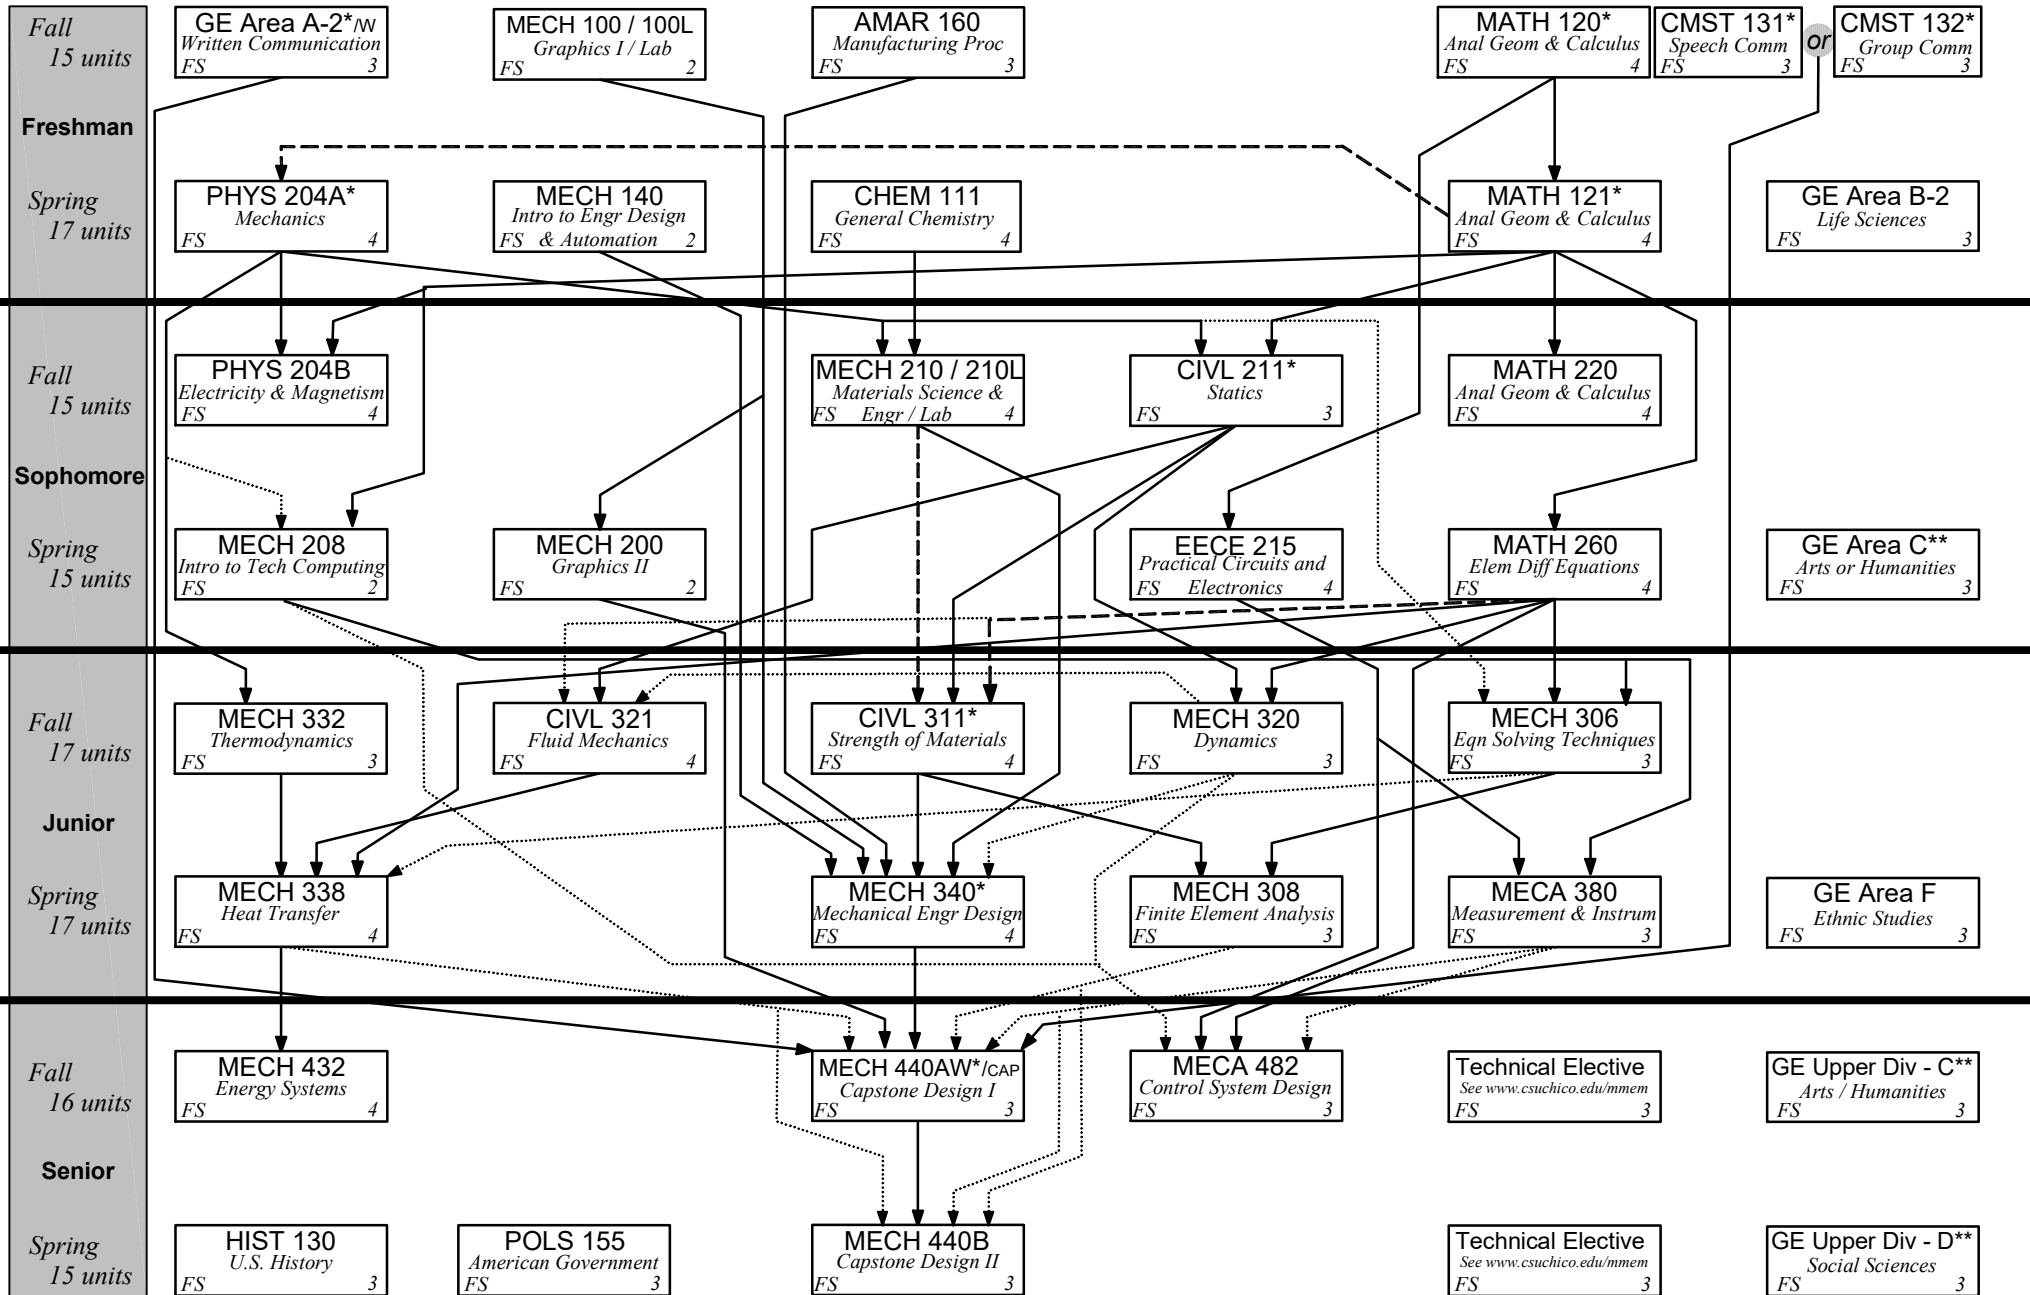 Fall
15 units
GE Area A-2*/W
Written Communication
FS 3
MECH 100 / 100L
Graphics I / Lab
FS 2
AMAR 160
Manufacturing Proc
FS 3
MATH 120*
Anal Geom & Calculus
FS 4
CMST 131*
Speech Comm
FS 3
or
CMST 132*
Group Comm
FS 3
Freshman
Spring
17 units
PHYS 204A*
Mechanics
FS 4
MECH 140
Intro to Engr Design
FS & Automation 2
CHEM 111
General Chemistry
FS 4
MATH 121*
Anal Geom & Calculus
FS 4
GE Area B-2
Life Sciences
FS 3
Fall
15 units
PHYS 204B
Electricity & Magnetism
FS 4
MECH 210 / 210L
Materials Science &
FS Engr / Lab 4
CIVL 211*
Statics
FS 3
MATH 220
Anal Geom & Calculus
FS 4
Sophomore
Spring
15 units
MECH 208
Intro to Tech Computing
FS 2
MECH 200
Graphics II
FS 2
EECE 215
Practical Circuits and
FS Electronics 4
MATH 260
Elem Diff Equations
FS 4
GE Area C**
Arts or Humanities
FS 3
Fall
17 units
MECH 332
Thermodynamics
FS 3
CIVL 321
Fluid Mechanics
FS 4
CIVL 311*
Strength of Materials
FS 4
MECH 320
Dynamics
FS 3
MECH 306
Eqn Solving Techniques
FS 3
Junior
Spring
17 units
MECH 338
Heat Transfer
FS 4
MECH 340*
Mechanical Engr Design
FS 4
MECH 308
Finite Element Analysis
FS 3
MECA 380
Measurement & Instrum
FS 3
GE Area F
Ethnic Studies
FS 3
Fall
16 units
MECH 432
Energy Systems
FS 4
MECH 440AW*/CAP
Capstone Design I
FS 3
MECA 482
Control System Design
FS 3
Technical Elective
See www.csuchico.edu/mmem
FS 3
GE Upper Div - C**
Arts / Humanities
FS 3
Senior
Spring
15 units
HIST 130
U.S. History
FS 3
POLS 155
American Government
FS 3
MECH 440B
Capstone Design II
FS 3
Technical Elective
See www.csuchico.edu/mmem
FS 3
GE Upper Div - D**
Social Sciences
FS 3